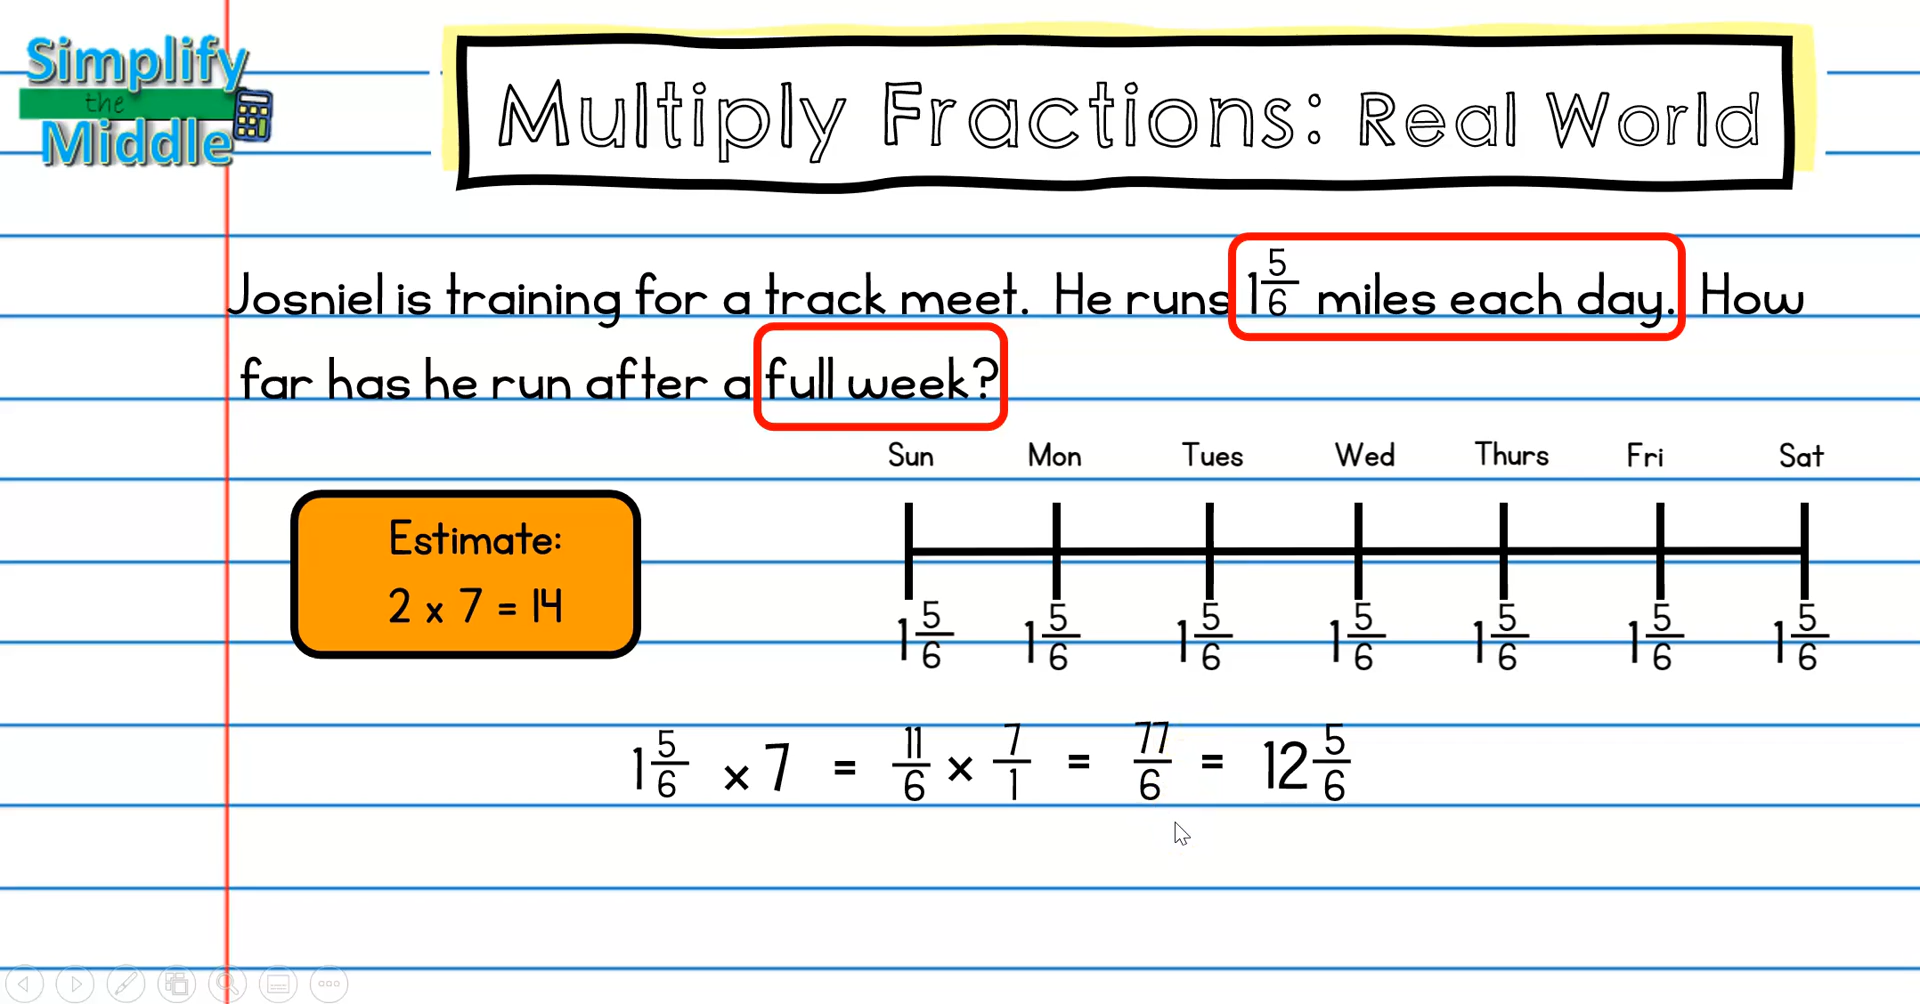 Simplify
the
Middle
Multiply Fractions: Real World
Josniel is training for a track meet. He runs 1 5/6 miles each day. How
far has he run after a full week?
Sun Mon Tues Wed Thurs Fri Sat
Estimate:
2 x 7 = 14
1 5/6 1 5/6 1 5/6 1 5/6 1 5/6 1 5/6 1 5/6
1 5/6 × 7 = 11/6 × 7/1 = 77/6 = 12 5/6